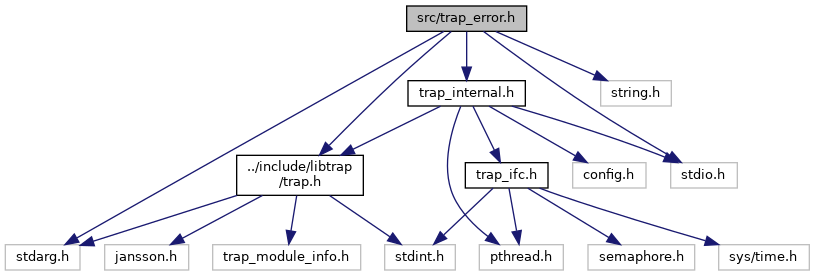 src/trap_error.h
trap_internal.h
string.h
../include/libtrap
/trap.h
trap_ifc.h
config.h
stdio.h
stdarg.h
jansson.h
trap_module_info.h
stdint.h
pthread.h
semaphore.h
sys/time.h